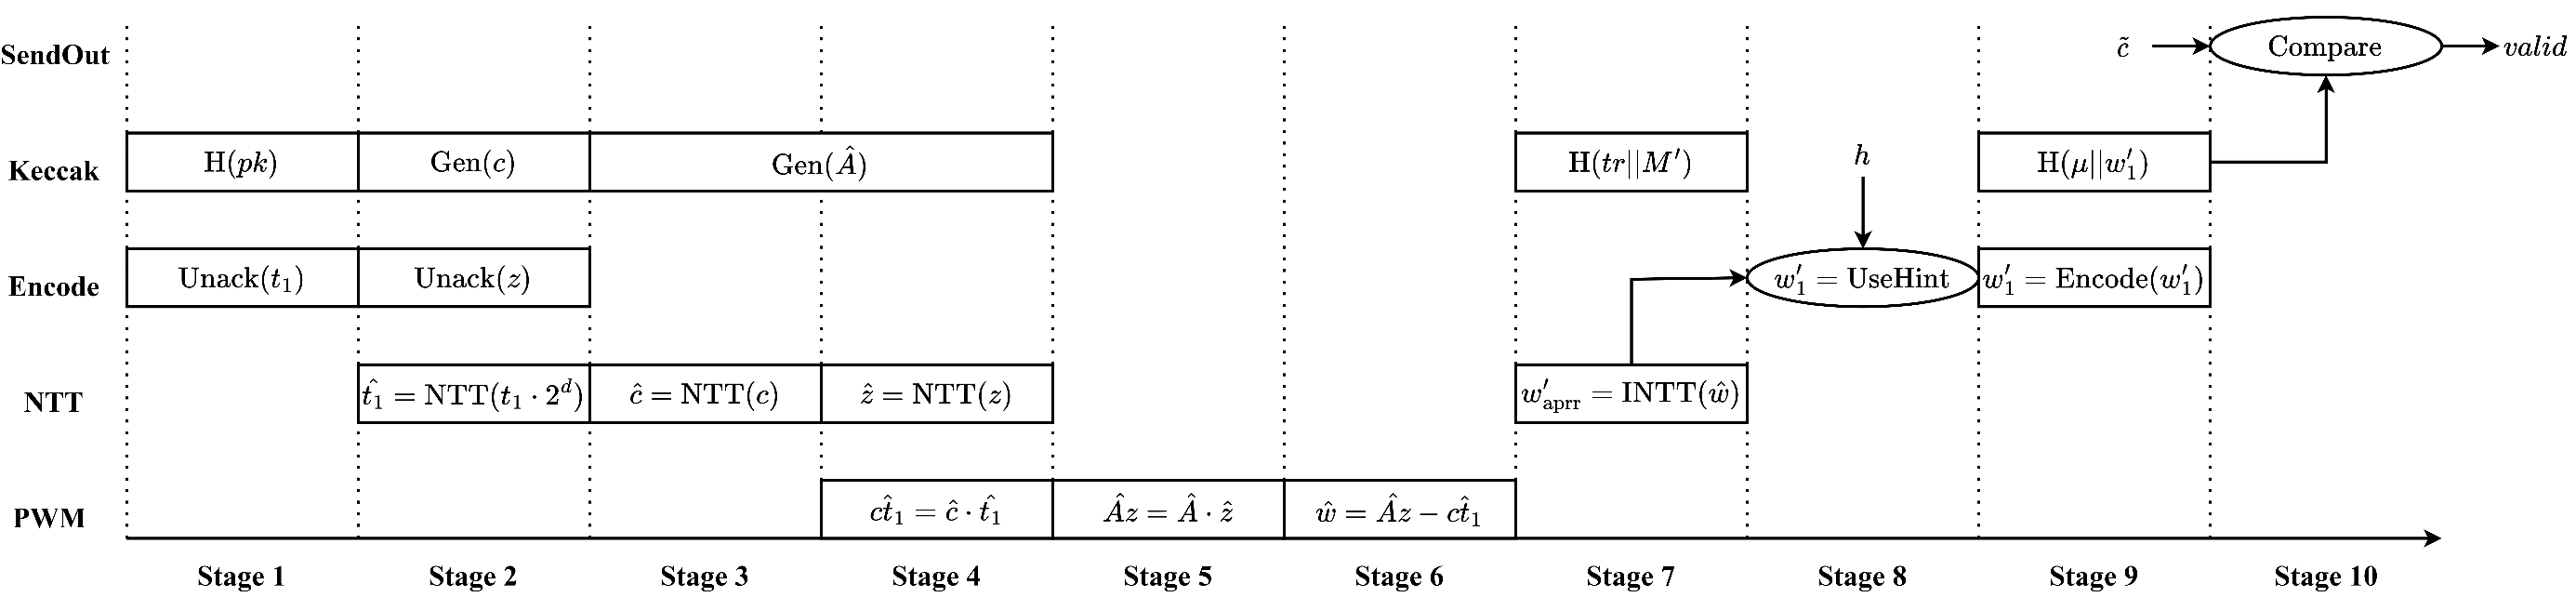 SendOut
c̃
Compare
valid
Keccak
H(pk)
Gen(c)
Gen(Â)
H(tr||M′)
h
H(μ||w′₁)
Encode
Unack(t₁)
Unack(z)
w′₁ = UseHint
w′₁ = Encode(w′₁)
NTT
t̂₁ = NTT(t₁ · 2ᵈ)
ĉ = NTT(c)
ẑ = NTT(z)
w′aprr = INTT(ŵ)
PWM
ct̂₁ = ĉ · t̂₁
Âz = Â · ẑ
ŵ = Âz − ct̂₁
Stage 1
Stage 2
Stage 3
Stage 4
Stage 5
Stage 6
Stage 7
Stage 8
Stage 9
Stage 10